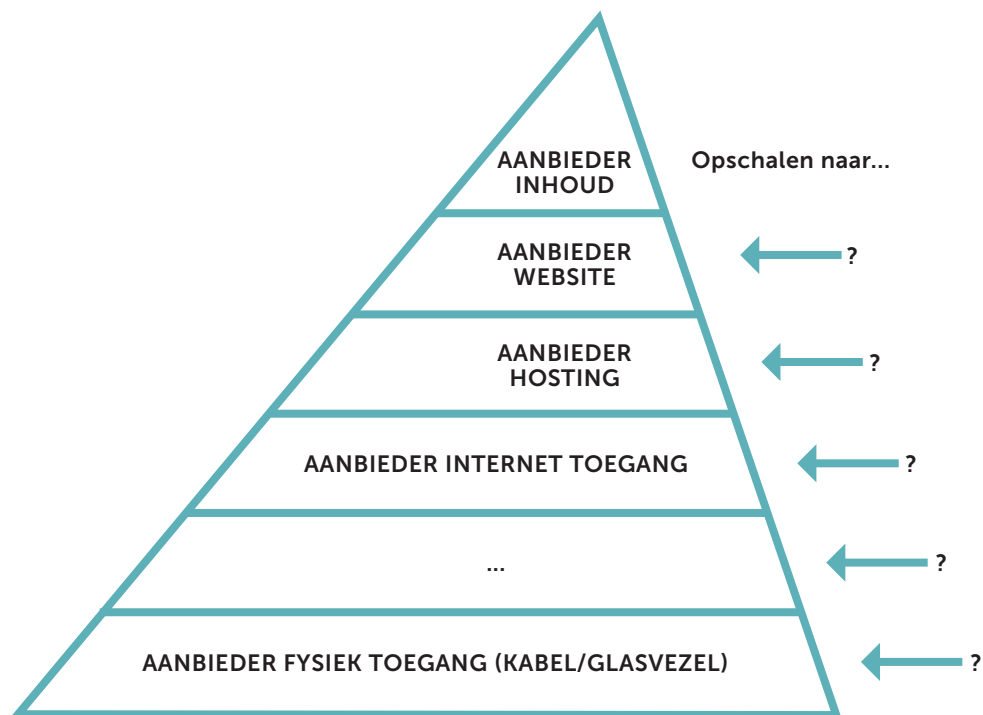 AANBIEDER
INHOUD
Opschalen naar...
AANBIEDER
WEBSITE
?
AANBIEDER
HOSTING
?
AANBIEDER INTERNET TOEGANG
?
...
?
AANBIEDER FYSIEK TOEGANG (KABEL/GLASVEZEL)
?